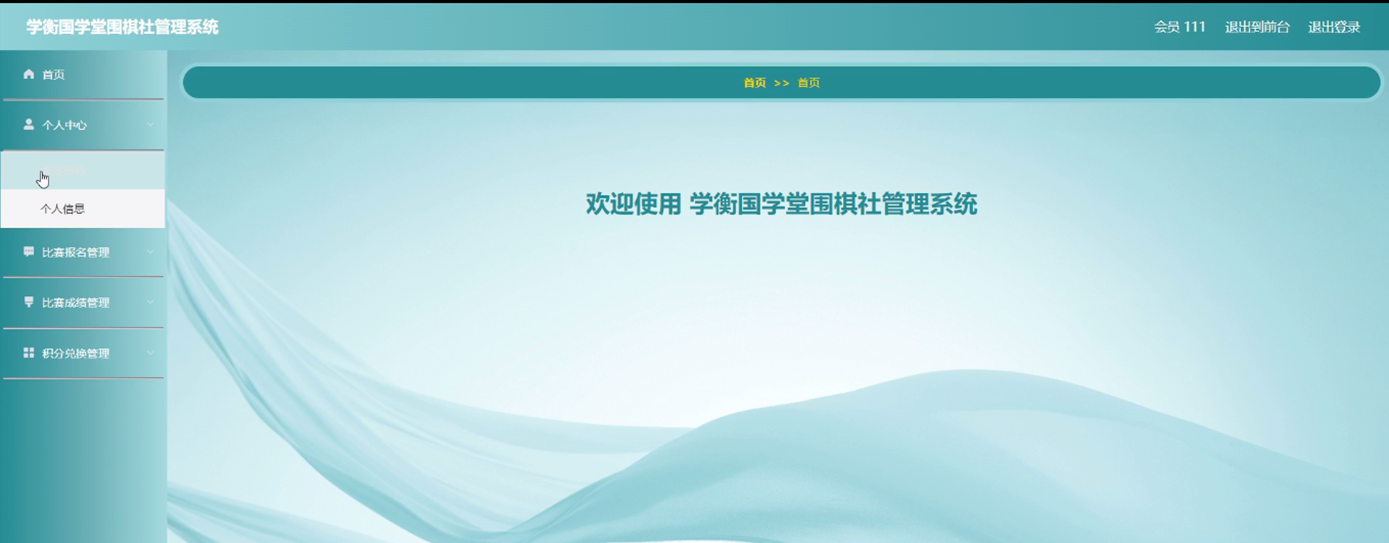 学衡国学堂围棋社管理系统
会员 111 退出到前台 退出登录
首页
首页 >> 首页
个人中心
个人信息
比赛报名管理
比赛成绩管理
积分兑换管理
欢迎使用 学衡国学堂围棋社管理系统